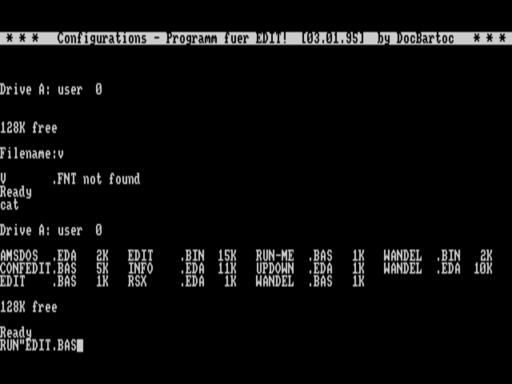 * * *  Configurations - Programm fuer EDIT!  [03.01.95]  by DocBartoc  * * *
Drive A: user  0
128K free
Filename:v
V       .FNT not found
Ready
cat
Drive A: user  0
AMSDOS  .EDA   2K   EDIT    .BIN  15K   RUN-ME  .BAS   1K   WANDEL  .BIN   2K
CONFEDIT.BAS   5K   INFO    .EDA  11K   UPDOWN  .EDA   1K   WANDEL  .EDA  10K
EDIT    .BAS   1K   RSX     .EDA   1K   WANDEL  .BAS   1K
128K free
Ready
RUN"EDIT.BAS